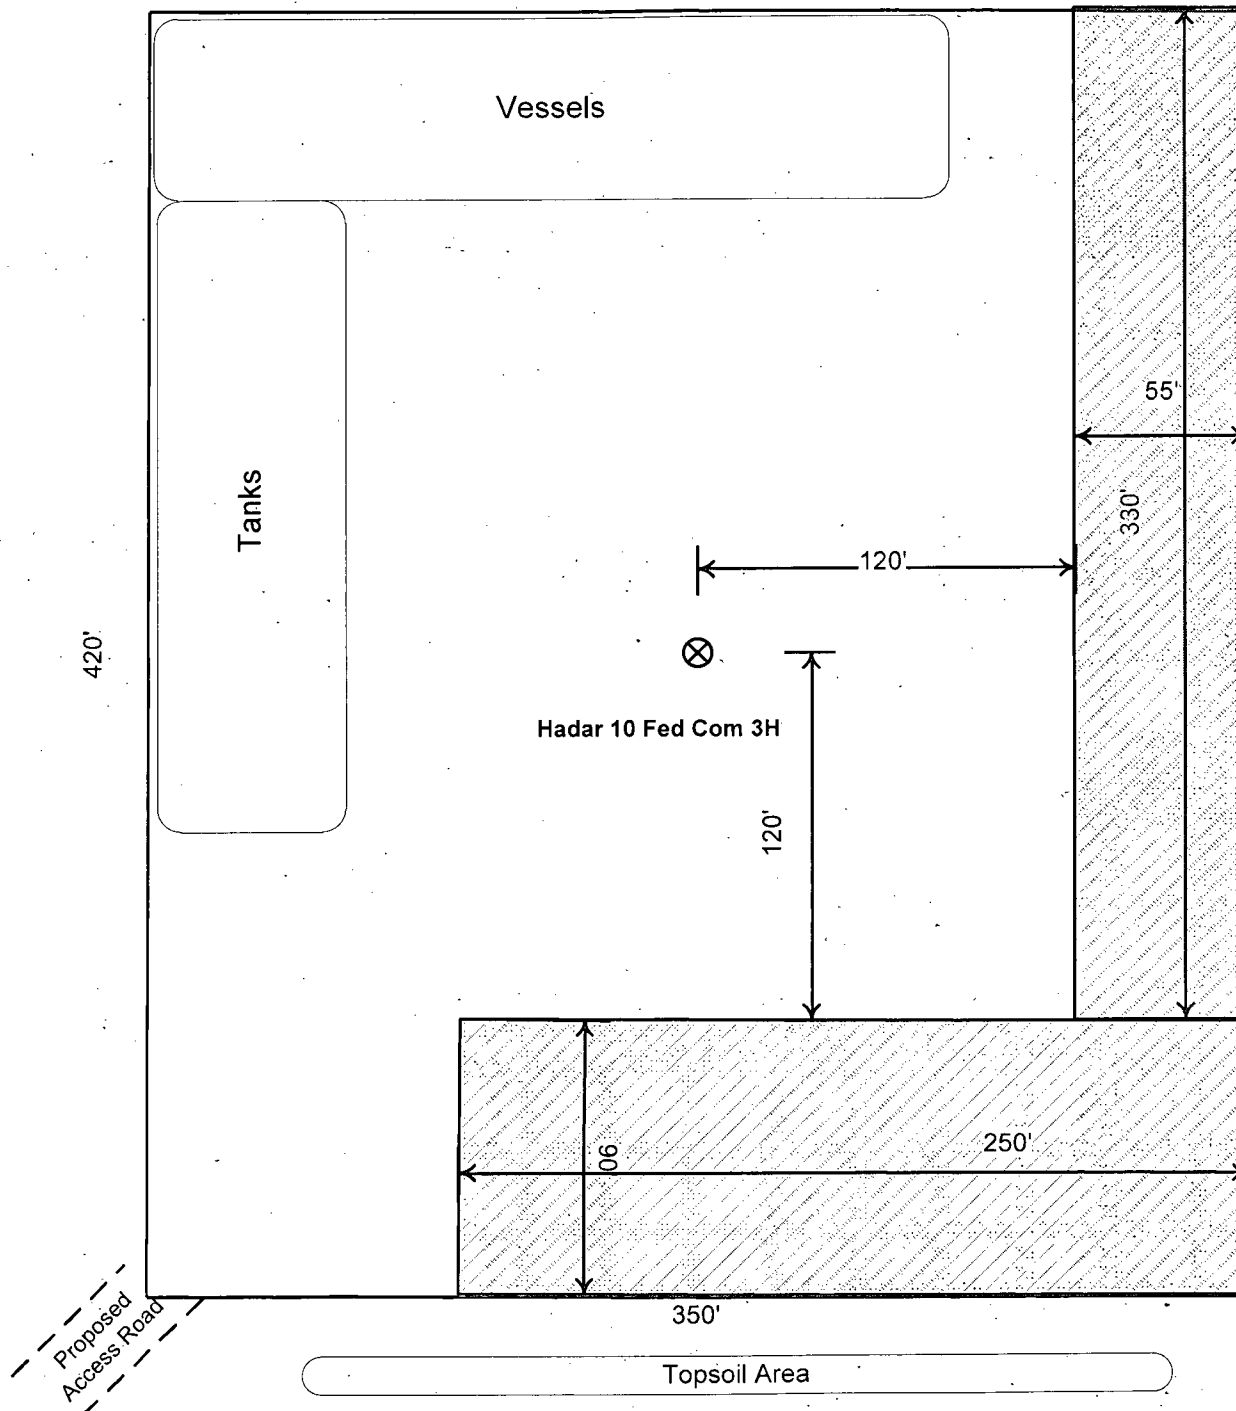 Vessels
55'
Tanks
330'
120'
420'
Hadar 10 Fed Com 3H
120'
250'
90
350'
Proposed
Access Road
Topsoil Area